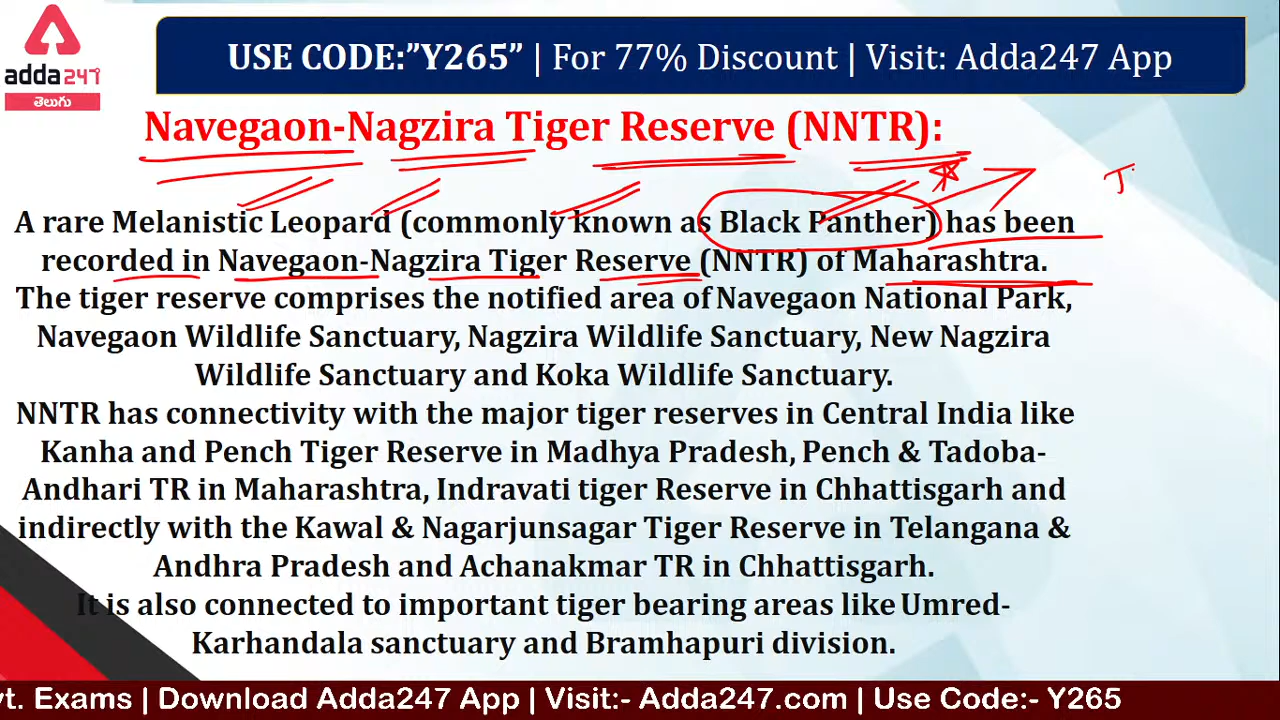 adda247
తెలుగు
USE CODE:”Y265” | For 77% Discount | Visit: Adda247 App
Navegaon-Nagzira Tiger Reserve (NNTR):
A rare Melanistic Leopard (commonly known as Black Panther) has been
recorded in Navegaon-Nagzira Tiger Reserve (NNTR) of Maharashtra.
The tiger reserve comprises the notified area of Navegaon National Park,
Navegaon Wildlife Sanctuary, Nagzira Wildlife Sanctuary, New Nagzira
Wildlife Sanctuary and Koka Wildlife Sanctuary.
NNTR has connectivity with the major tiger reserves in Central India like
Kanha and Pench Tiger Reserve in Madhya Pradesh, Pench & Tadoba-
Andhari TR in Maharashtra, Indravati tiger Reserve in Chhattisgarh and
indirectly with the Kawal & Nagarjunsagar Tiger Reserve in Telangana &
Andhra Pradesh and Achanakmar TR in Chhattisgarh.
It is also connected to important tiger bearing areas like Umred-
Karhandala sanctuary and Bramhapuri division.
vt. Exams | Download Adda247 App | Visit:- Adda247.com | Use Code:- Y265